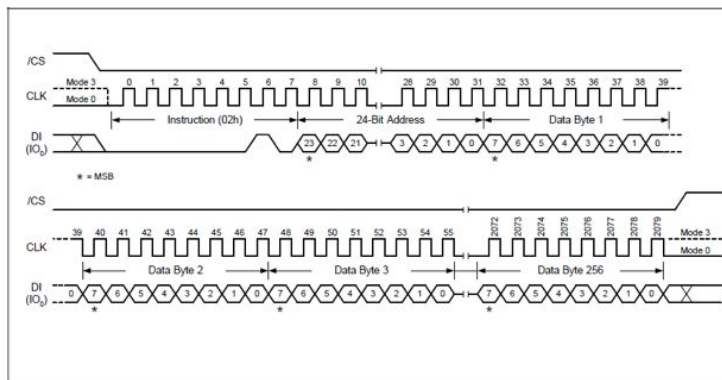 /CS
Mode 3 0 1 2 3 4 5 6 7 8 9 10 28 29 30 31 32 33 34 35 36 37 38 39
CLK
Mode 0
Instruction (02h) 24-Bit Address Data Byte 1
DI
(IO0)
23 22 21 3 2 1 0 7 6 5 4 3 2 1 0
* *
* = MSB
/CS
39 40 41 42 43 44 45 46 47 48 49 50 51 52 53 54 55 2072 2073 2074 2075 2076 2077 2078 2079 Mode 3
CLK
Mode 0
Data Byte 2 Data Byte 3 Data Byte 256
DI
(IO0)
0 7 6 5 4 3 2 1 0 7 6 5 4 3 2 1 0 7 6 5 4 3 2 1 0
* * *